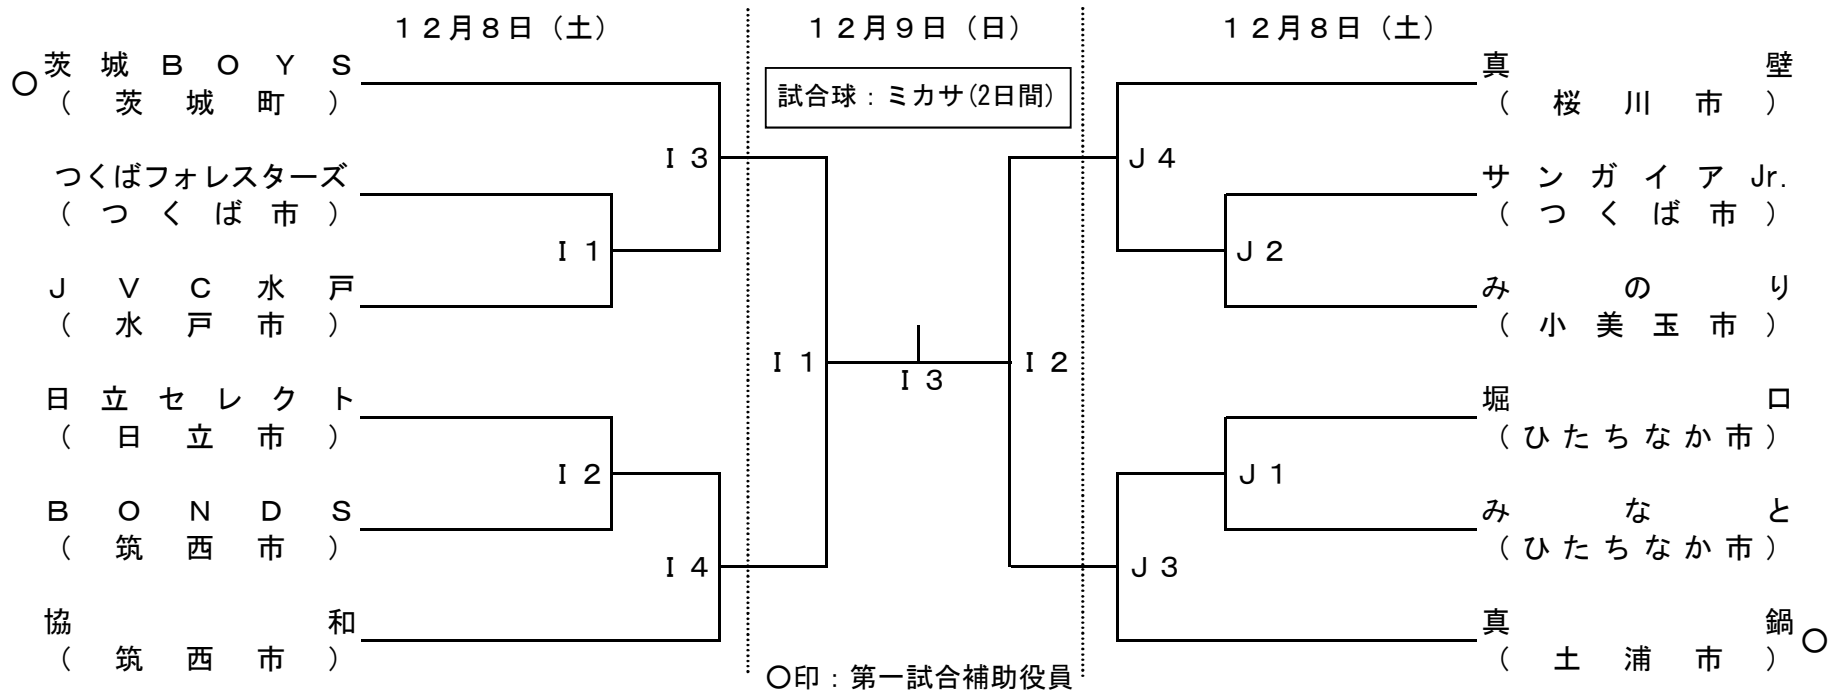 １２月８日（土）
１２月９日（日）
１２月８日（土）
試合球：ミカサ(2日間)
○茨城ＢＯＹＳ
（茨城町）
つくばフォレスターズ
（つくば市）
ＪＶＣ水戸
（水戸市）
日立セレクト
（日立市）
ＢＯＮＤＳ
（筑西市）
協和
（筑西市）
Ｉ３
Ｉ１
Ｉ２
Ｉ４
Ｉ１
Ｉ３
Ｉ２
Ｊ４
Ｊ２
Ｊ１
Ｊ３
真壁
（桜川市）
サンガイアJr.
（つくば市）
みのり
（小美玉市）
堀口
（ひたちなか市）
みなと
（ひたちなか市）
真鍋○
（土浦市）
○印：第一試合補助役員